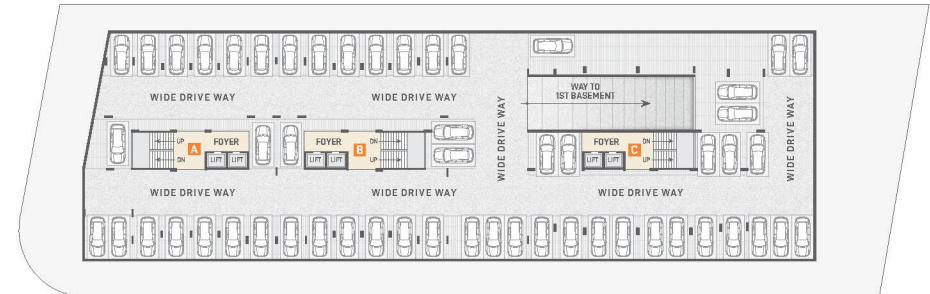 WIDE DRIVE WAY
WIDE DRIVE WAY
WIDE DRIVE WAY
WAY TO
1ST BASEMENT
WIDE DRIVE WAY
UP
DN
A
FOYER
LIFT
LIFT
FOYER
LIFT
LIFT
B
DN
UP
FOYER
LIFT
LIFT
C
DN
UP
WIDE DRIVE WAY
WIDE DRIVE WAY
WIDE DRIVE WAY